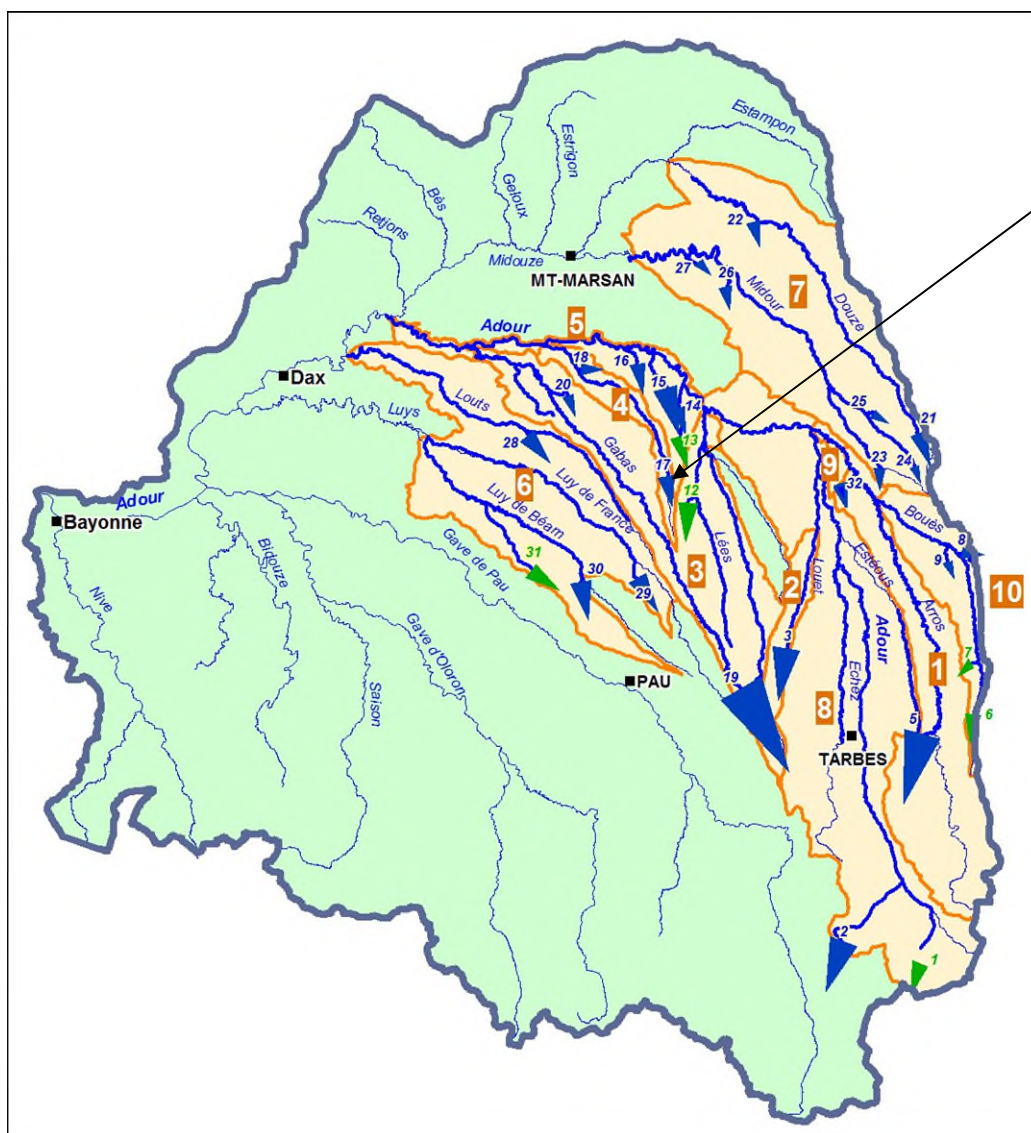 Estampon
Estrigon
Geloux
Bès
Retjons
22
Midouze
MT-MARSAN
27
26
Midour
7
Douze
5
Adour
18
16
15
14
Dax
20
4
25
21
Louts
Luys
Gabas
13
17
24
23
9
32
28
6
Luy de France
12
Bayonne
Adour
Luy de Béarn
Gave de Pau
31
30
29
3
Lées
2
Louet
Estéous
Bouès
8
9
10
Nive
Bidouze
Gave d'Oloron
Saison
PAU
19
3
Echez
Adour
Arros
1
7
6
8
5
TARBES
2
1